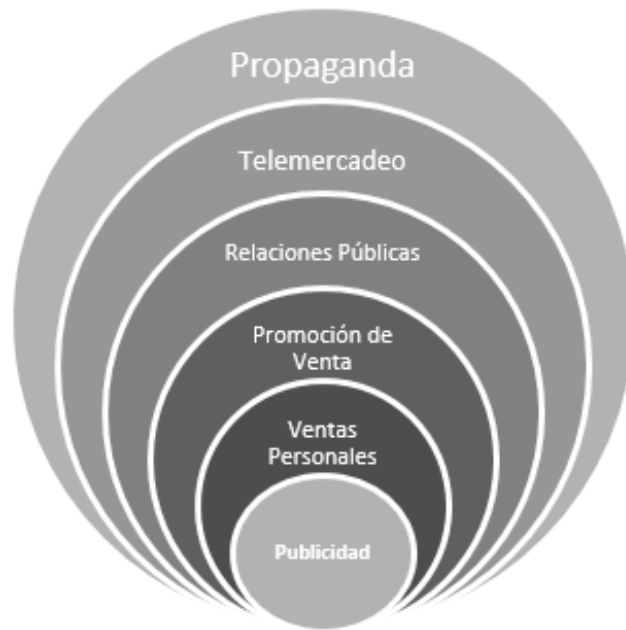 Propaganda
Telemercadeo
Relaciones Públicas
Promoción de
Venta
Ventas
Personales
Publicidad